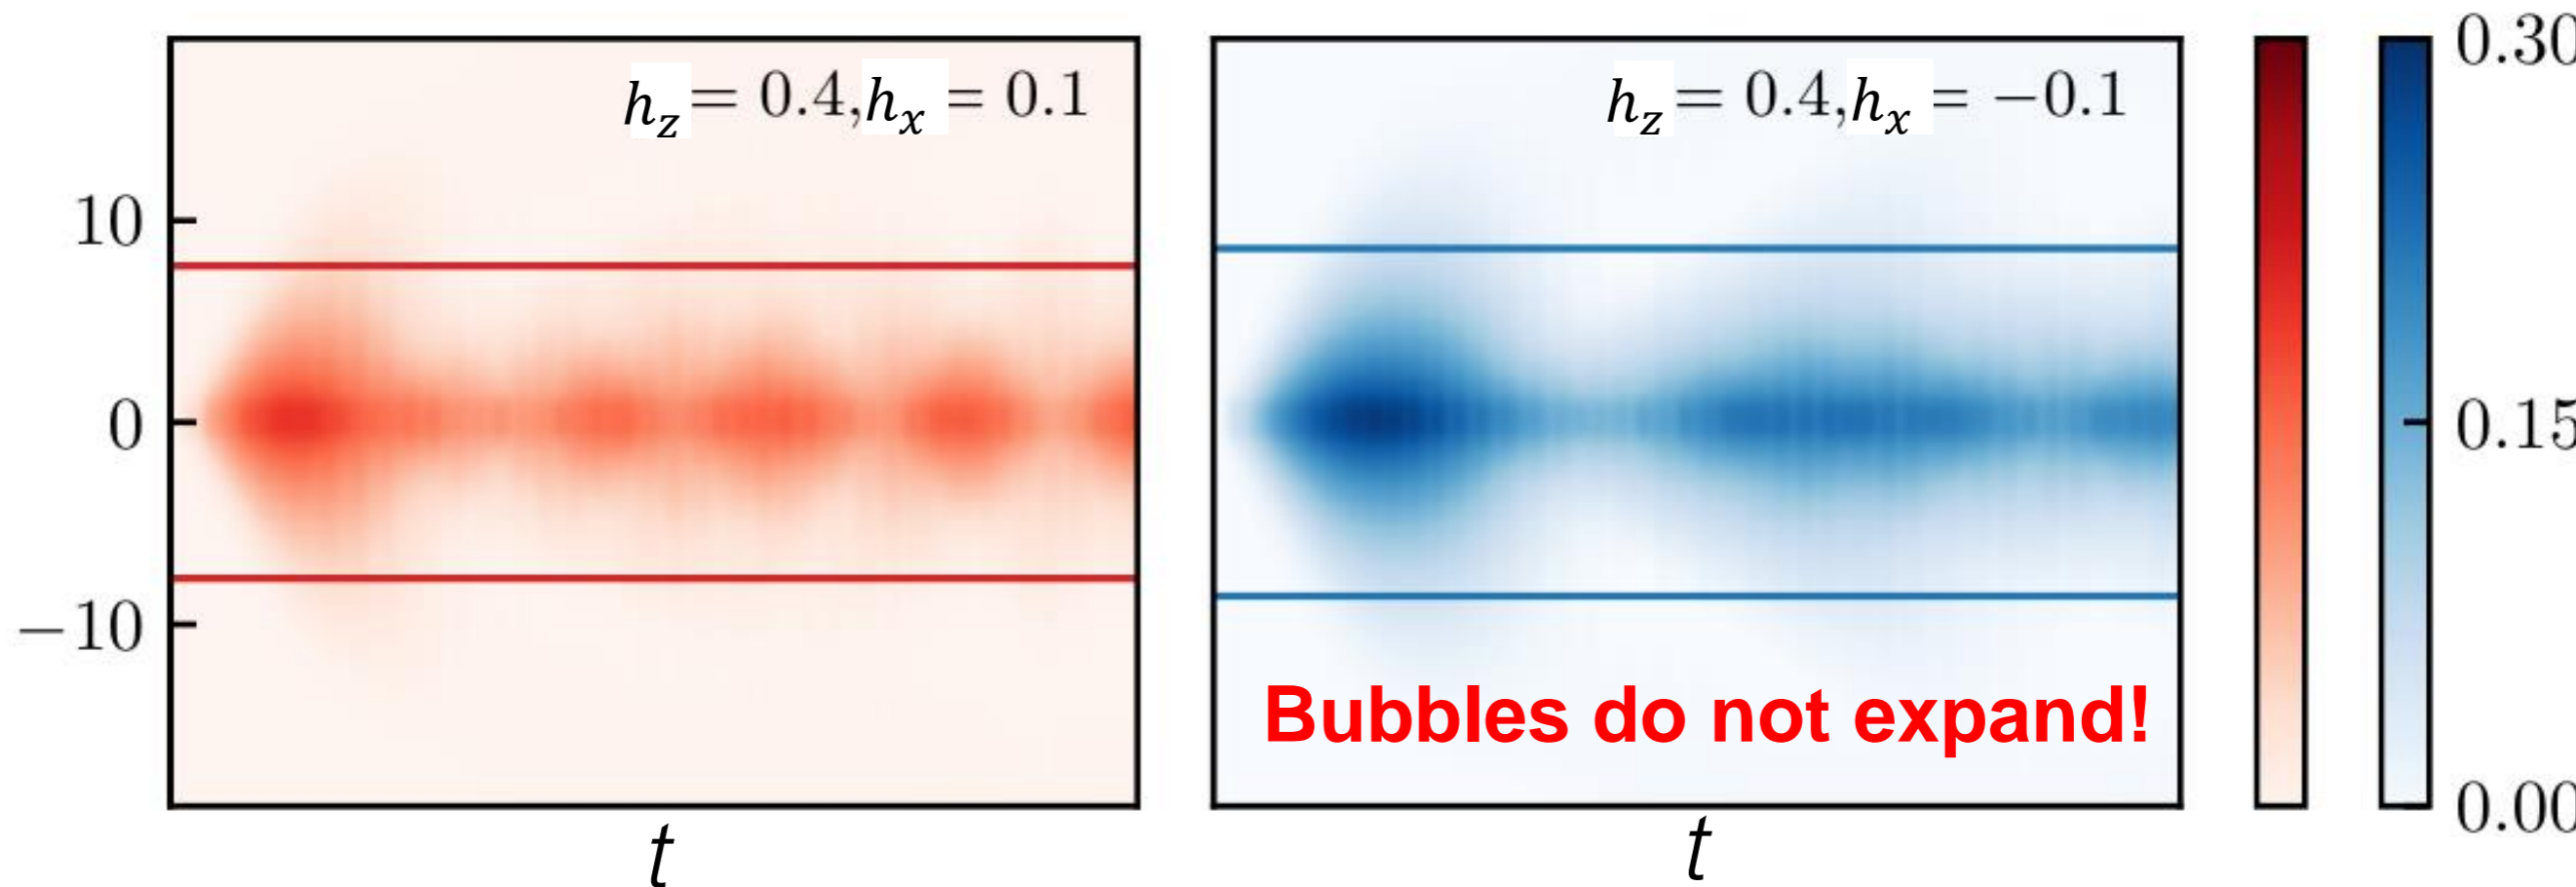 h_z = 0.4, h_x = 0.1
h_z = 0.4, h_x = −0.1
10
0
−10
0.30
0.15
0.00
Bubbles do not expand!
t
t